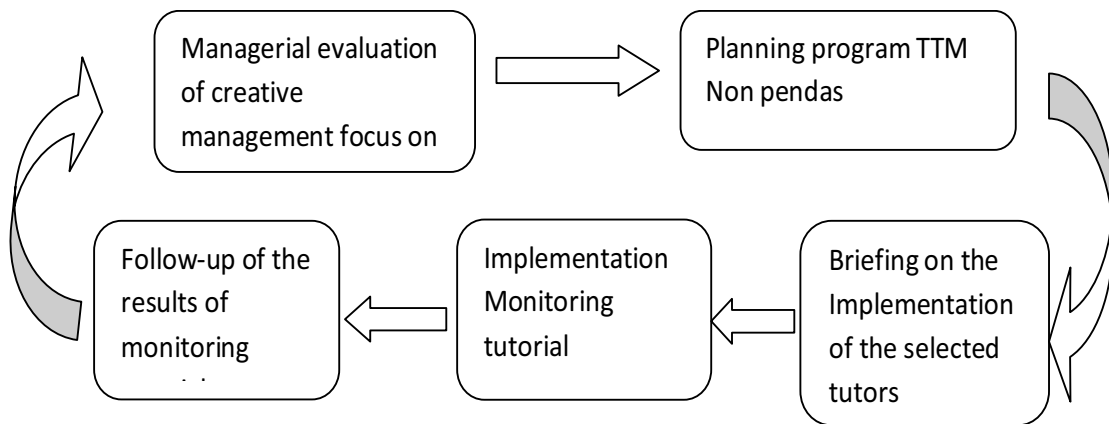 Managerial evaluation
of creative
management focus on
Planning program TTM
Non pendas
Briefing on the
Implementation
of the selected
tutors
Implementation
Monitoring
tutorial
Follow-up of the
results of
monitoring